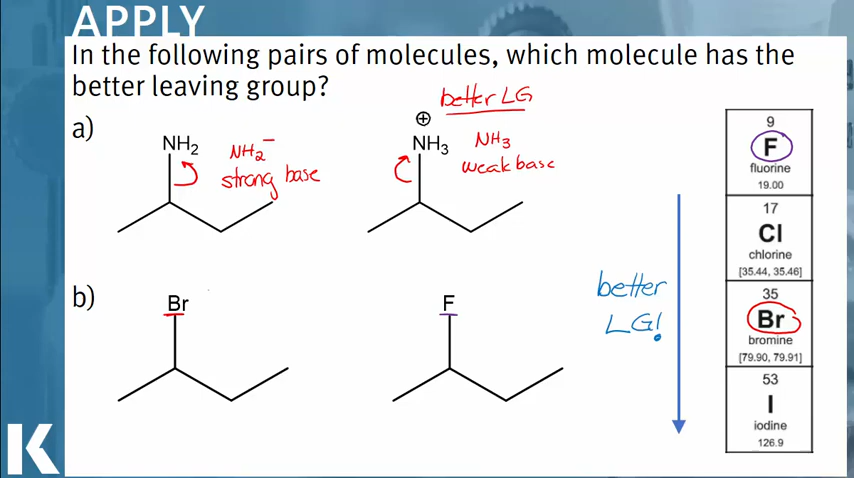 APPLY
In the following pairs of molecules, which molecule has the
better leaving group?
a)
NH2
NH2⁻
strong base
better LG
⊕
NH3
NH3
weak base
b)
Br
F
better
LG!
9
F
fluorine
19.00
17
Cl
chlorine
[35.44, 35.46]
35
Br
bromine
[79.90, 79.91]
53
I
iodine
126.9
K